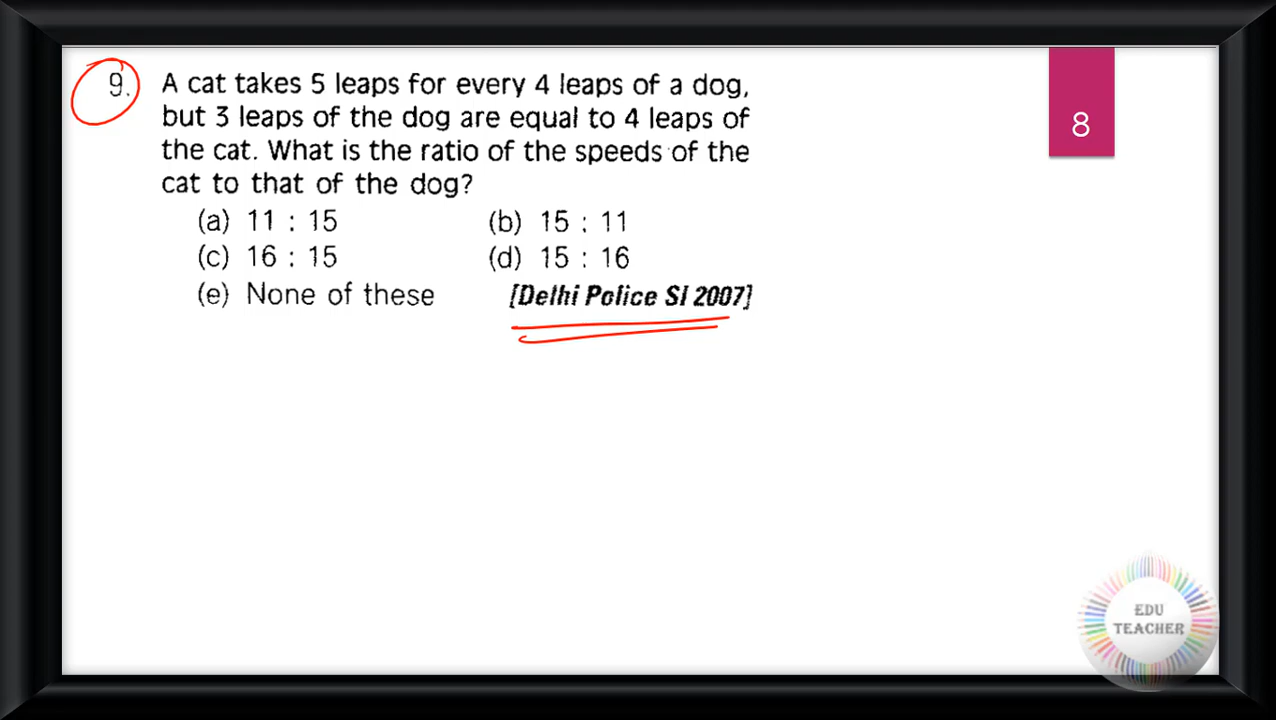 9. A cat takes 5 leaps for every 4 leaps of a dog,
but 3 leaps of the dog are equal to 4 leaps of
the cat. What is the ratio of the speeds of the
cat to that of the dog?
(a) 11 : 15 (b) 15 : 11
(c) 16 : 15 (d) 15 : 16
(e) None of these [Delhi Police SI 2007]
8
EDU
TEACHER